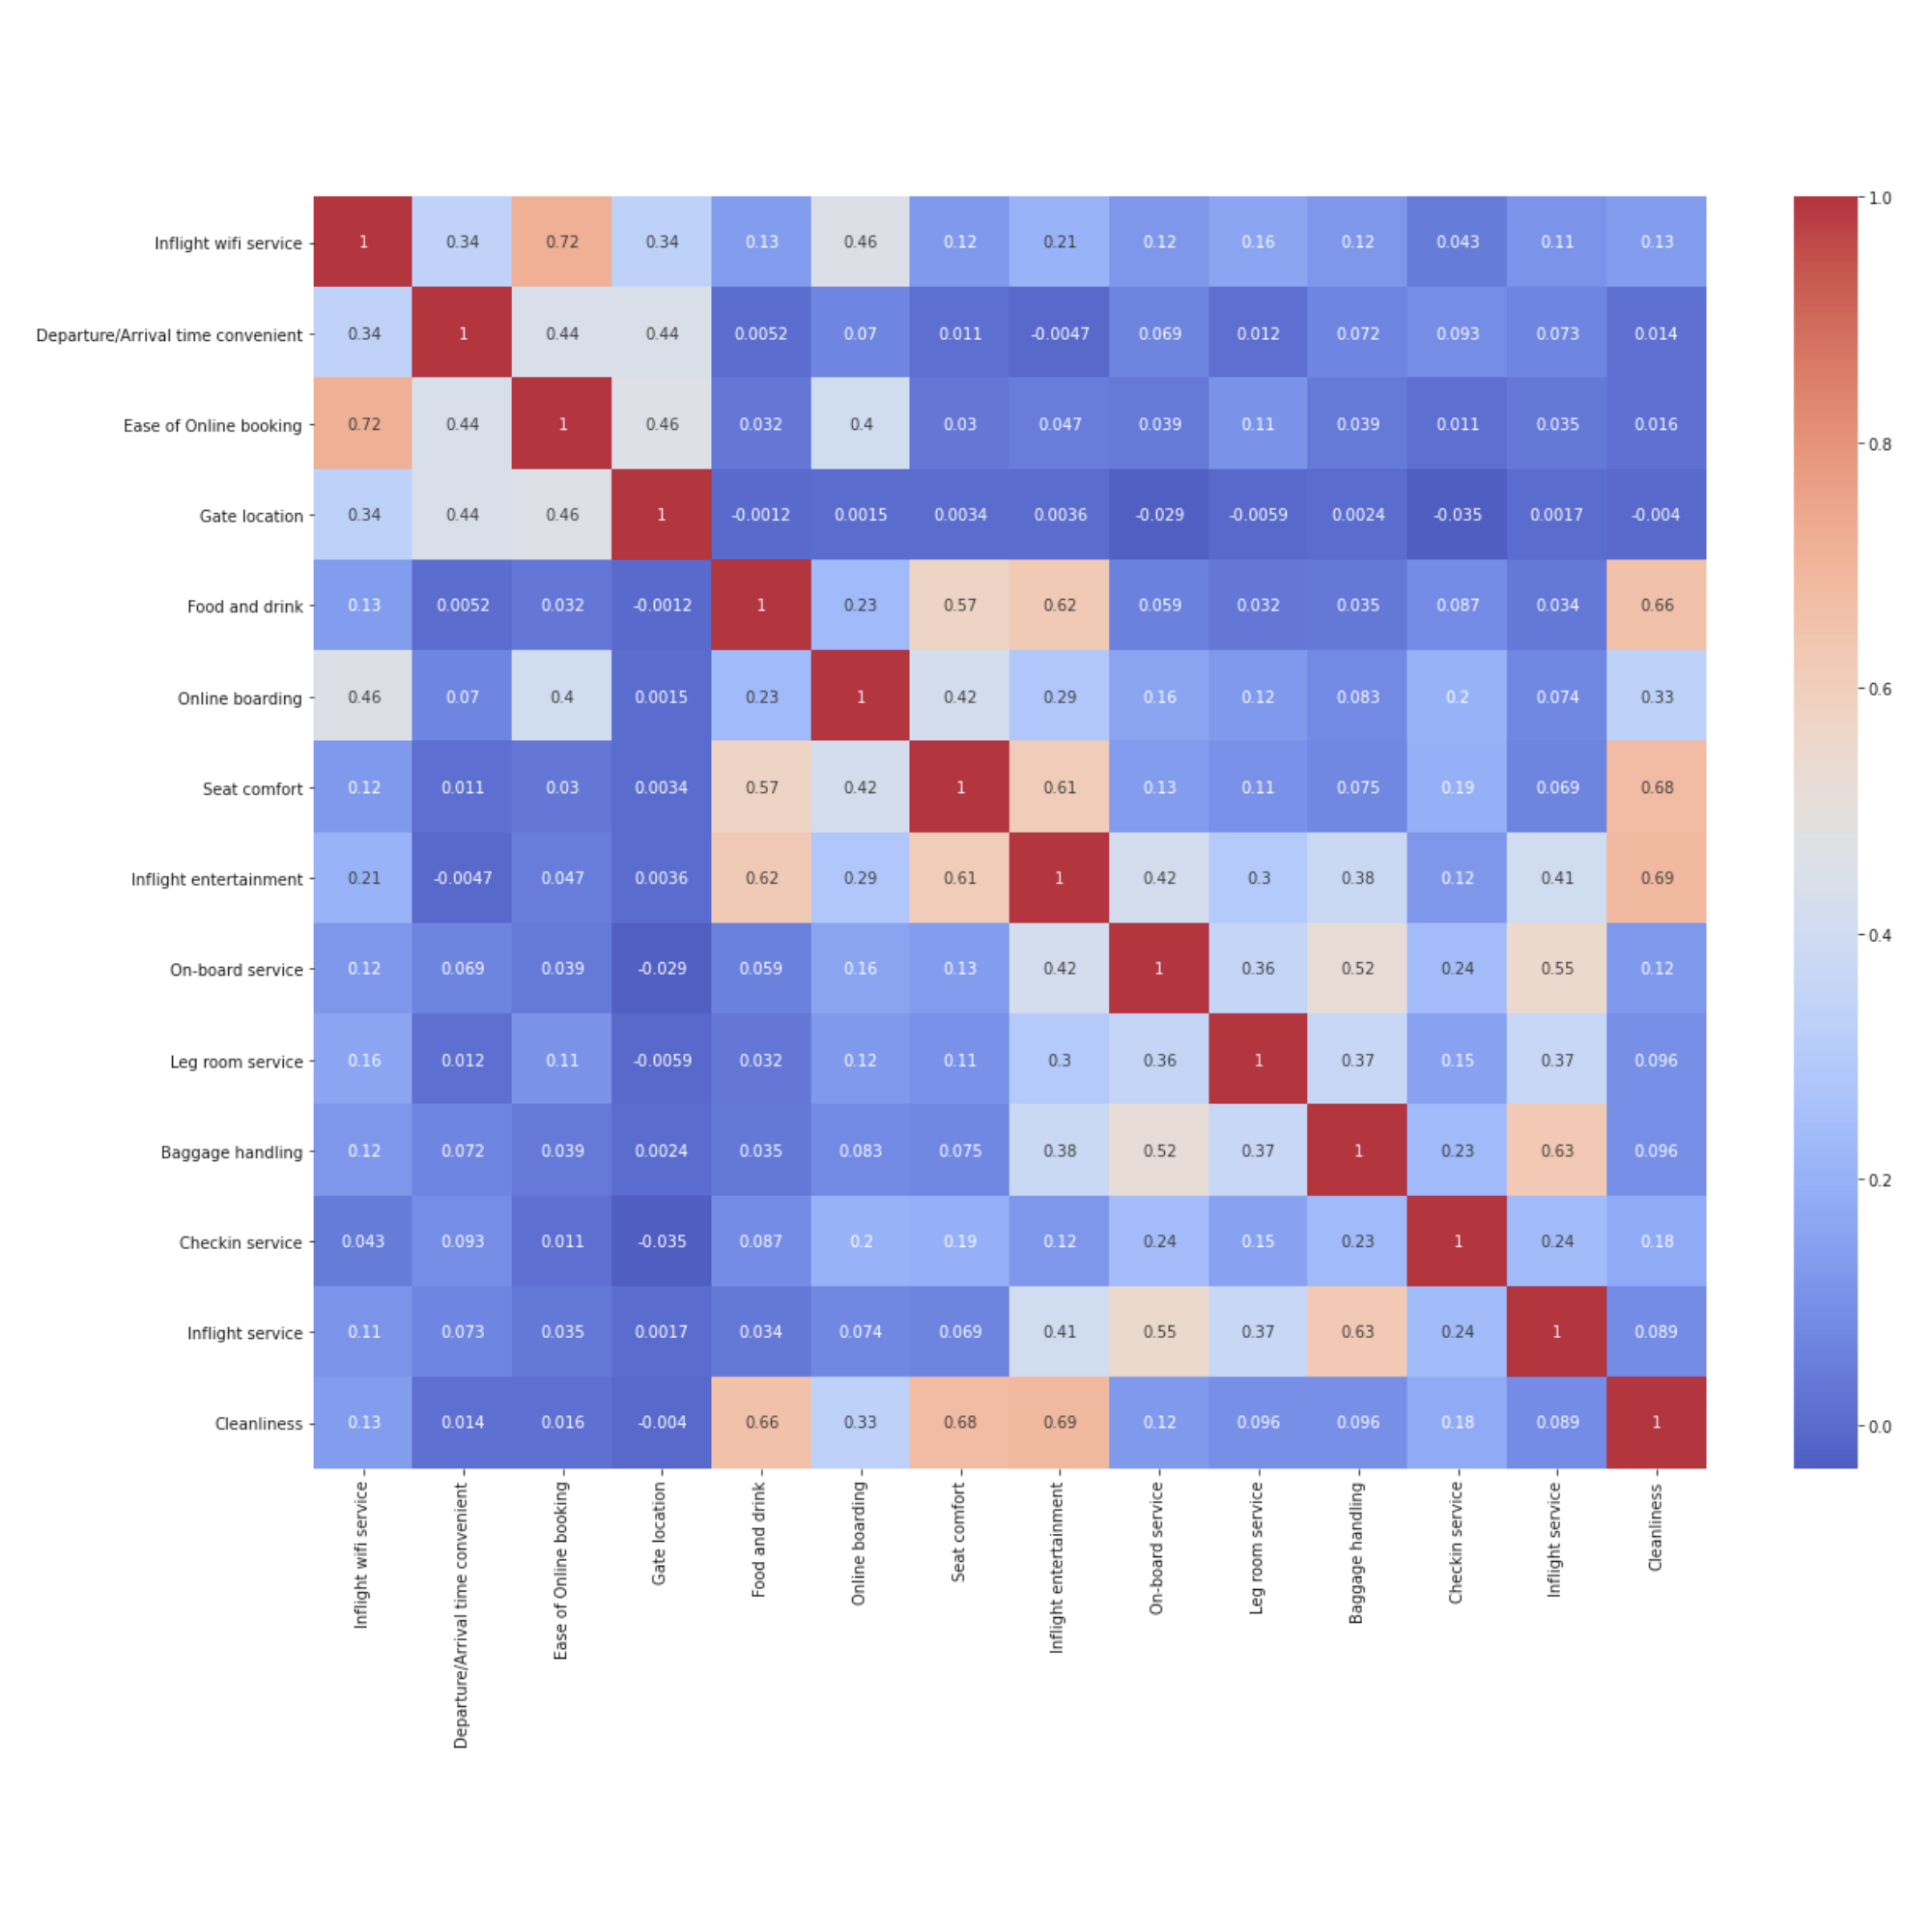 Inflight wifi service 1 0.34 0.72 0.34 0.13 0.46 0.12 0.21 0.12 0.16 0.12 0.043 0.11 0.13
Departure/Arrival time convenient 0.34 1 0.44 0.44 0.0052 0.07 0.011 -0.0047 0.069 0.012 0.072 0.093 0.073 0.014
Ease of Online booking 0.72 0.44 1 0.46 0.032 0.4 0.03 0.047 0.039 0.11 0.039 0.011 0.035 0.016
Gate location 0.34 0.44 0.46 1 -0.0012 0.0015 0.0034 0.0036 -0.029 -0.0059 0.0024 -0.035 0.0017 -0.004
Food and drink 0.13 0.0052 0.032 -0.0012 1 0.23 0.57 0.62 0.059 0.032 0.035 0.087 0.034 0.66
Online boarding 0.46 0.07 0.4 0.0015 0.23 1 0.42 0.29 0.16 0.12 0.083 0.2 0.074 0.33
Seat comfort 0.12 0.011 0.03 0.0034 0.57 0.42 1 0.61 0.13 0.11 0.075 0.19 0.069 0.68
Inflight entertainment 0.21 -0.0047 0.047 0.0036 0.62 0.29 0.61 1 0.42 0.3 0.38 0.12 0.41 0.69
On-board service 0.12 0.069 0.039 -0.029 0.059 0.16 0.13 0.42 1 0.36 0.52 0.24 0.55 0.12
Leg room service 0.16 0.012 0.11 -0.0059 0.032 0.12 0.11 0.3 0.36 1 0.37 0.15 0.37 0.096
Baggage handling 0.12 0.072 0.039 0.0024 0.035 0.083 0.075 0.38 0.52 0.37 1 0.23 0.63 0.096
Checkin service 0.043 0.093 0.011 -0.035 0.087 0.2 0.19 0.12 0.24 0.15 0.23 1 0.24 0.18
Inflight service 0.11 0.073 0.035 0.0017 0.034 0.074 0.069 0.41 0.55 0.37 0.63 0.24 1 0.089
Cleanliness 0.13 0.014 0.016 -0.004 0.66 0.33 0.68 0.69 0.12 0.096 0.096 0.18 0.089 1
Inflight wifi service
Departure/Arrival time convenient
Ease of Online booking
Gate location
Food and drink
Online boarding
Seat comfort
Inflight entertainment
On-board service
Leg room service
Baggage handling
Checkin service
Inflight service
Cleanliness
1.0
0.8
0.6
0.4
0.2
0.0